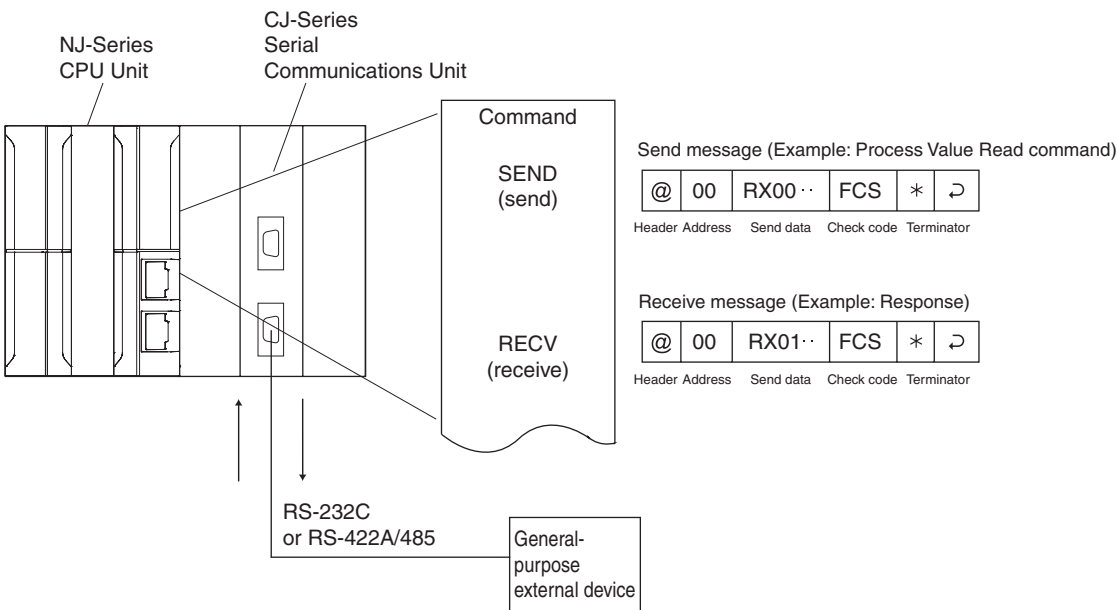 NJ-Series
CPU Unit
CJ-Series
Serial
Communications Unit
Command
SEND
(send)
RECV
(receive)
Send message (Example: Process Value Read command)
@ 00 RX00·· FCS * ⊋
Header Address Send data Check code Terminator
Receive message (Example: Response)
@ 00 RX01·· FCS * ⊋
Header Address Send data Check code Terminator
RS-232C
or RS-422A/485
General-
purpose
external device